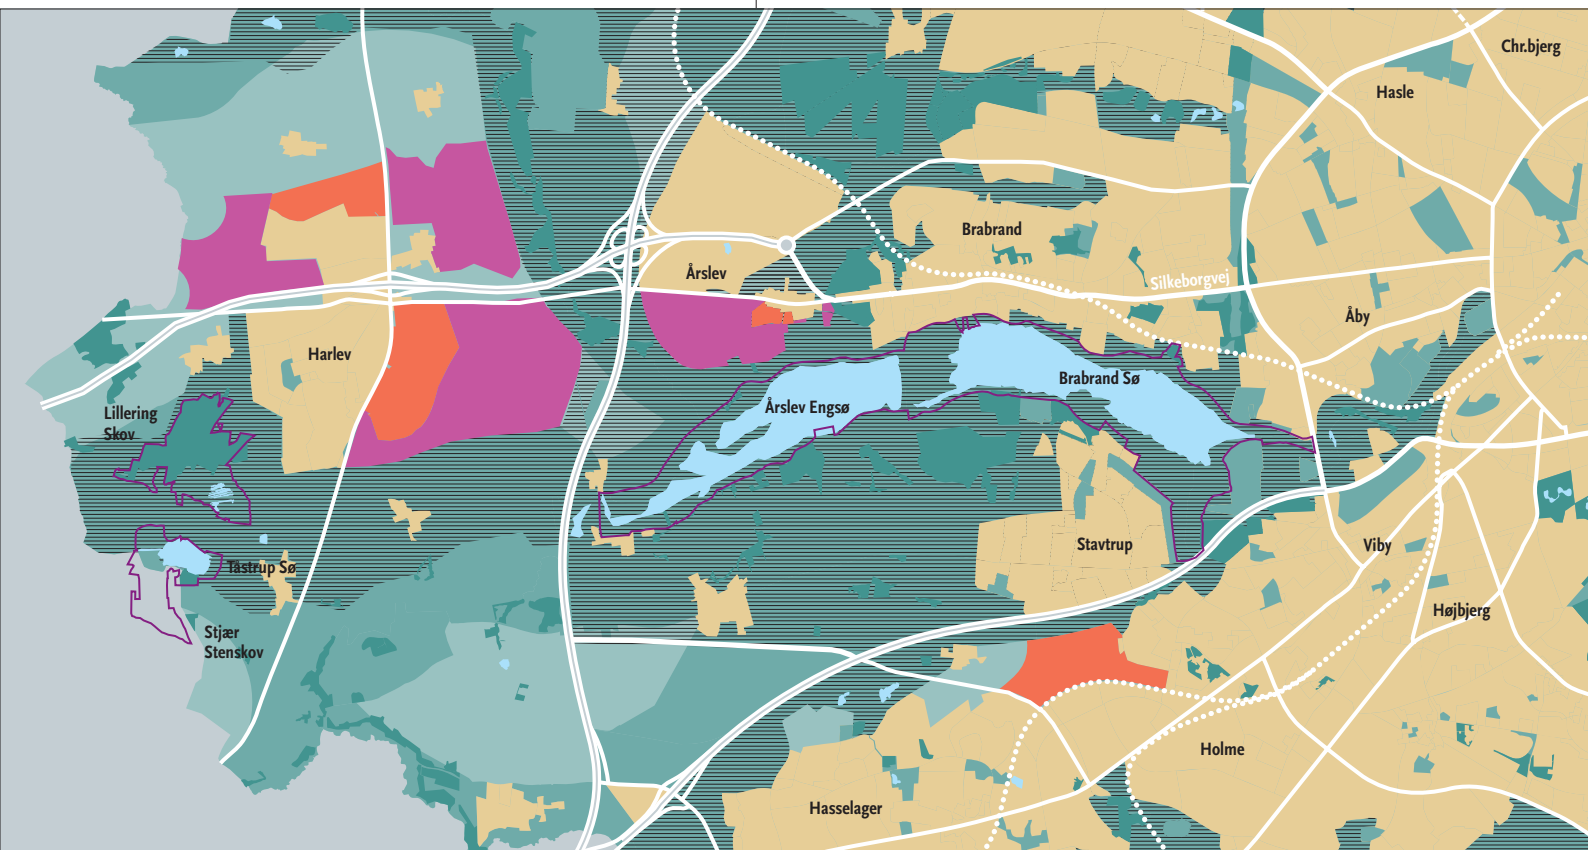 Chr.bjerg
Hasle
Brabrand
Årslev
Silkeborgvej
Åby
Harlev
Brabrand Sø
Årslev Engsø
Lillering
Skov
Stavtrup
Viby
Tåstrup Sø
Højbjerg
Stjær
Stenskov
Holme
Hasselager